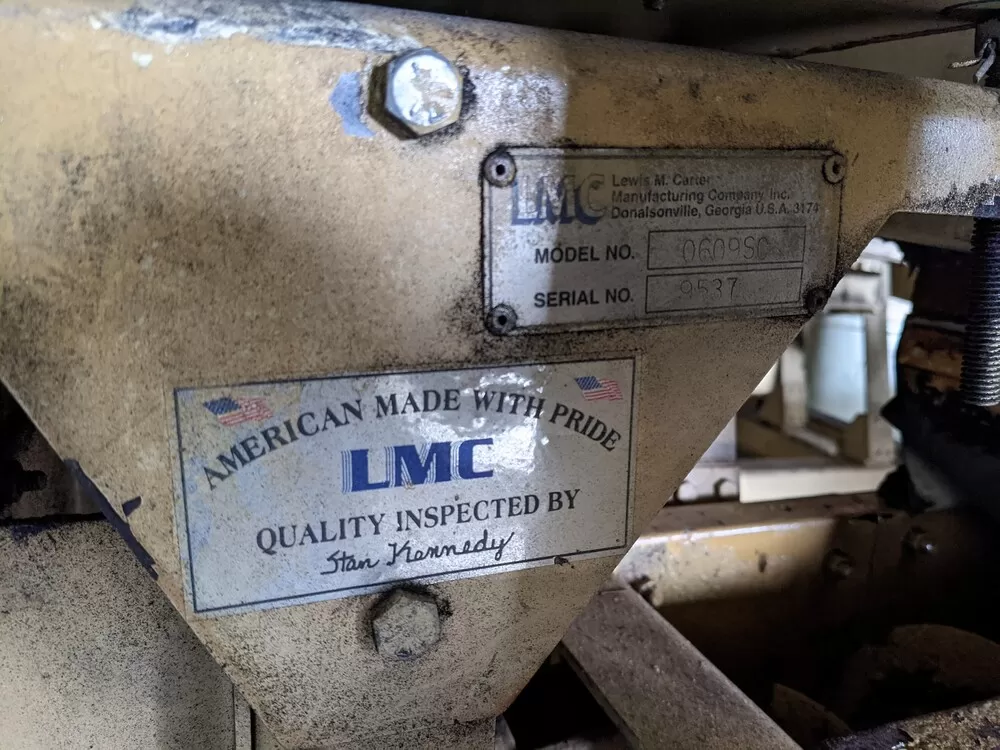 LMC
Lewis M. Carter
Manufacturing Company, Inc.
Donalsonville, Georgia U.S.A. 3174
MODEL NO. 0609SC
SERIAL NO. 9537
AMERICAN MADE WITH PRIDE
LMC
QUALITY INSPECTED BY
Stan Kennedy